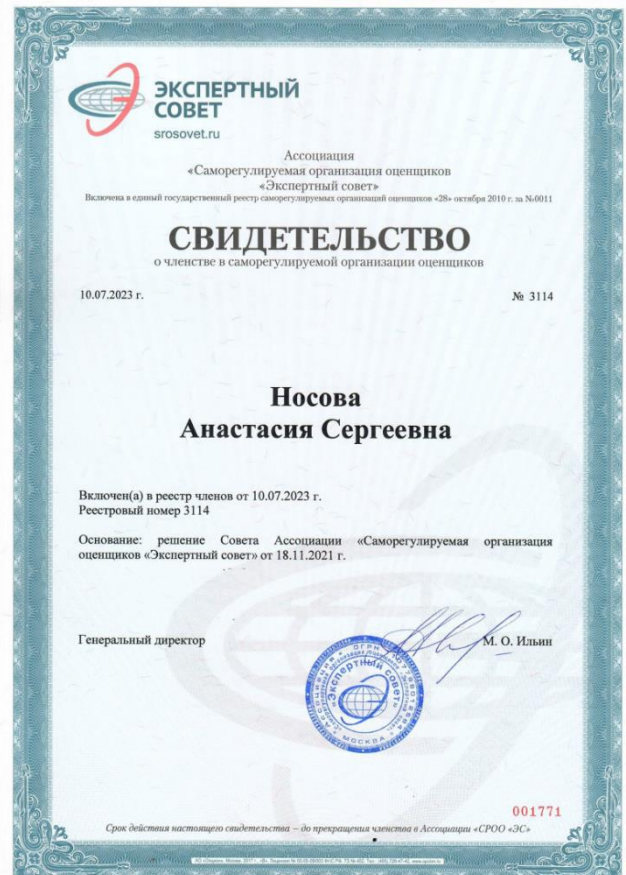 ЭКСПЕРТНЫЙ
СОВЕТ
srosovet.ru
Ассоциация
«Саморегулируемая организация оценщиков
«Экспертный совет»
Включена в единый государственный реестр саморегулируемых организаций оценщиков «28» октября 2010 г. за №0011
СВИДЕТЕЛЬСТВО
о членстве в саморегулируемой организации оценщиков
10.07.2023 г.
№ 3114
Носова
Анастасия Сергеевна
Включен(а) в реестр членов от 10.07.2023 г.
Реестровый номер 3114
Основание: решение Совета Ассоциации «Саморегулируемая организация
оценщиков «Экспертный совет» от 18.11.2021 г.
Генеральный директор
М. О. Ильин
«Экспертный совет»
МОСКВА
001771
Срок действия настоящего свидетельства – до прекращения членства в Ассоциации «СРОО «ЭС»